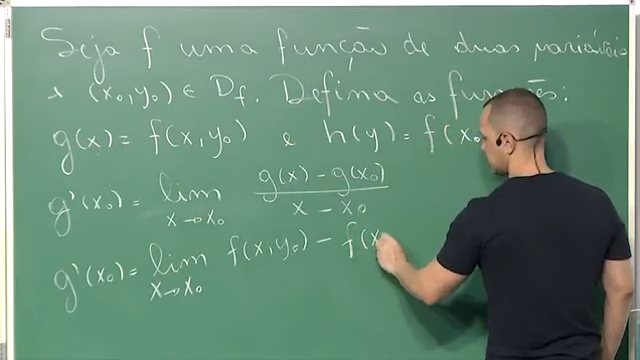 Seja f uma função de duas variáveis
e (x₀,y₀) ∈ D_f. Defina as funções:
g(x) = f(x,y₀) e h(y) = f(x₀
g'(x₀) = lim x→x₀ g(x) - g(x₀) / x - x₀
g'(x₀) = lim x→x₀ f(x,y₀) - f(x